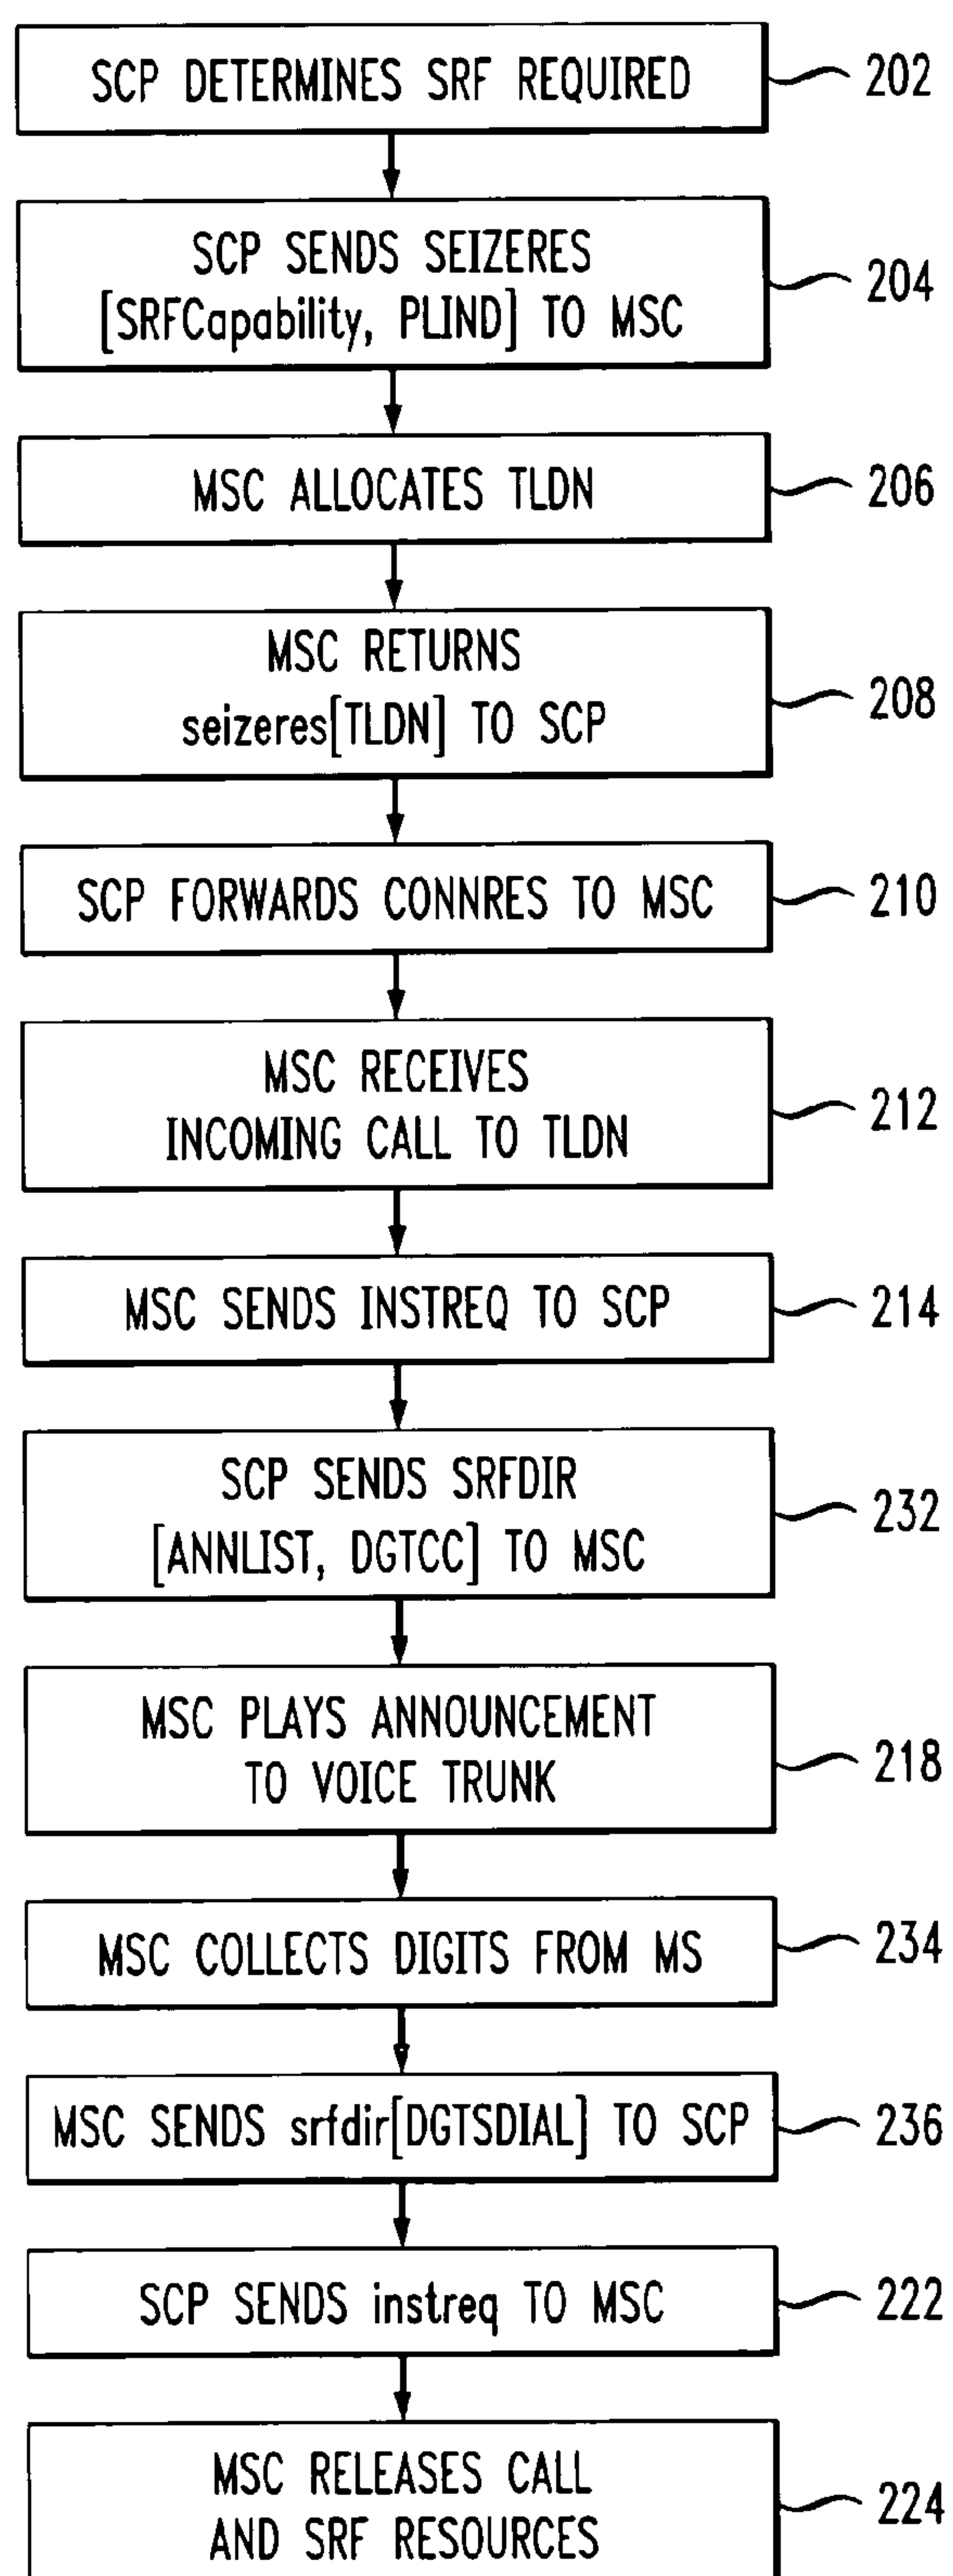 SCP DETERMINES SRF REQUIRED
202
SCP SENDS SEIZERES
[SRFCapability, PLIND] TO MSC
204
MSC ALLOCATES TLDN
206
MSC RETURNS
seizeres[TLDN] TO SCP
208
SCP FORWARDS CONNRES TO MSC
210
MSC RECEIVES
INCOMING CALL TO TLDN
212
MSC SENDS INSTREQ TO SCP
214
SCP SENDS SRFDIR
[ANNLIST, DGTCC] TO MSC
232
MSC PLAYS ANNOUNCEMENT
TO VOICE TRUNK
218
MSC COLLECTS DIGITS FROM MS
234
MSC SENDS srfdir[DGTSDIAL] TO SCP
236
SCP SENDS instreq TO MSC
222
MSC RELEASES CALL
AND SRF RESOURCES
224